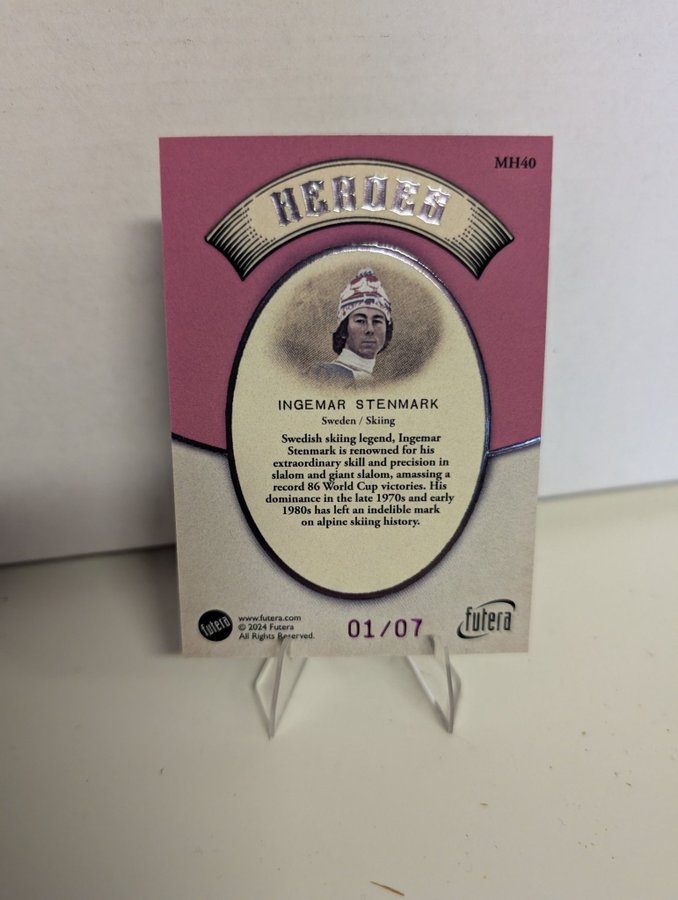 MH40
HEROES
INGEMAR STENMARK
Sweden / Skiing
Swedish skiing legend, Ingemar
Stenmark is renowned for his
extraordinary skill and precision in
slalom and giant slalom, amassing a
record 86 World Cup victories. His
dominance in the late 1970s and early
1980s has left an indelible mark
on alpine skiing history.
futera
www.futera.com
© 2024 Futera
All Rights Reserved.
01/07
futera